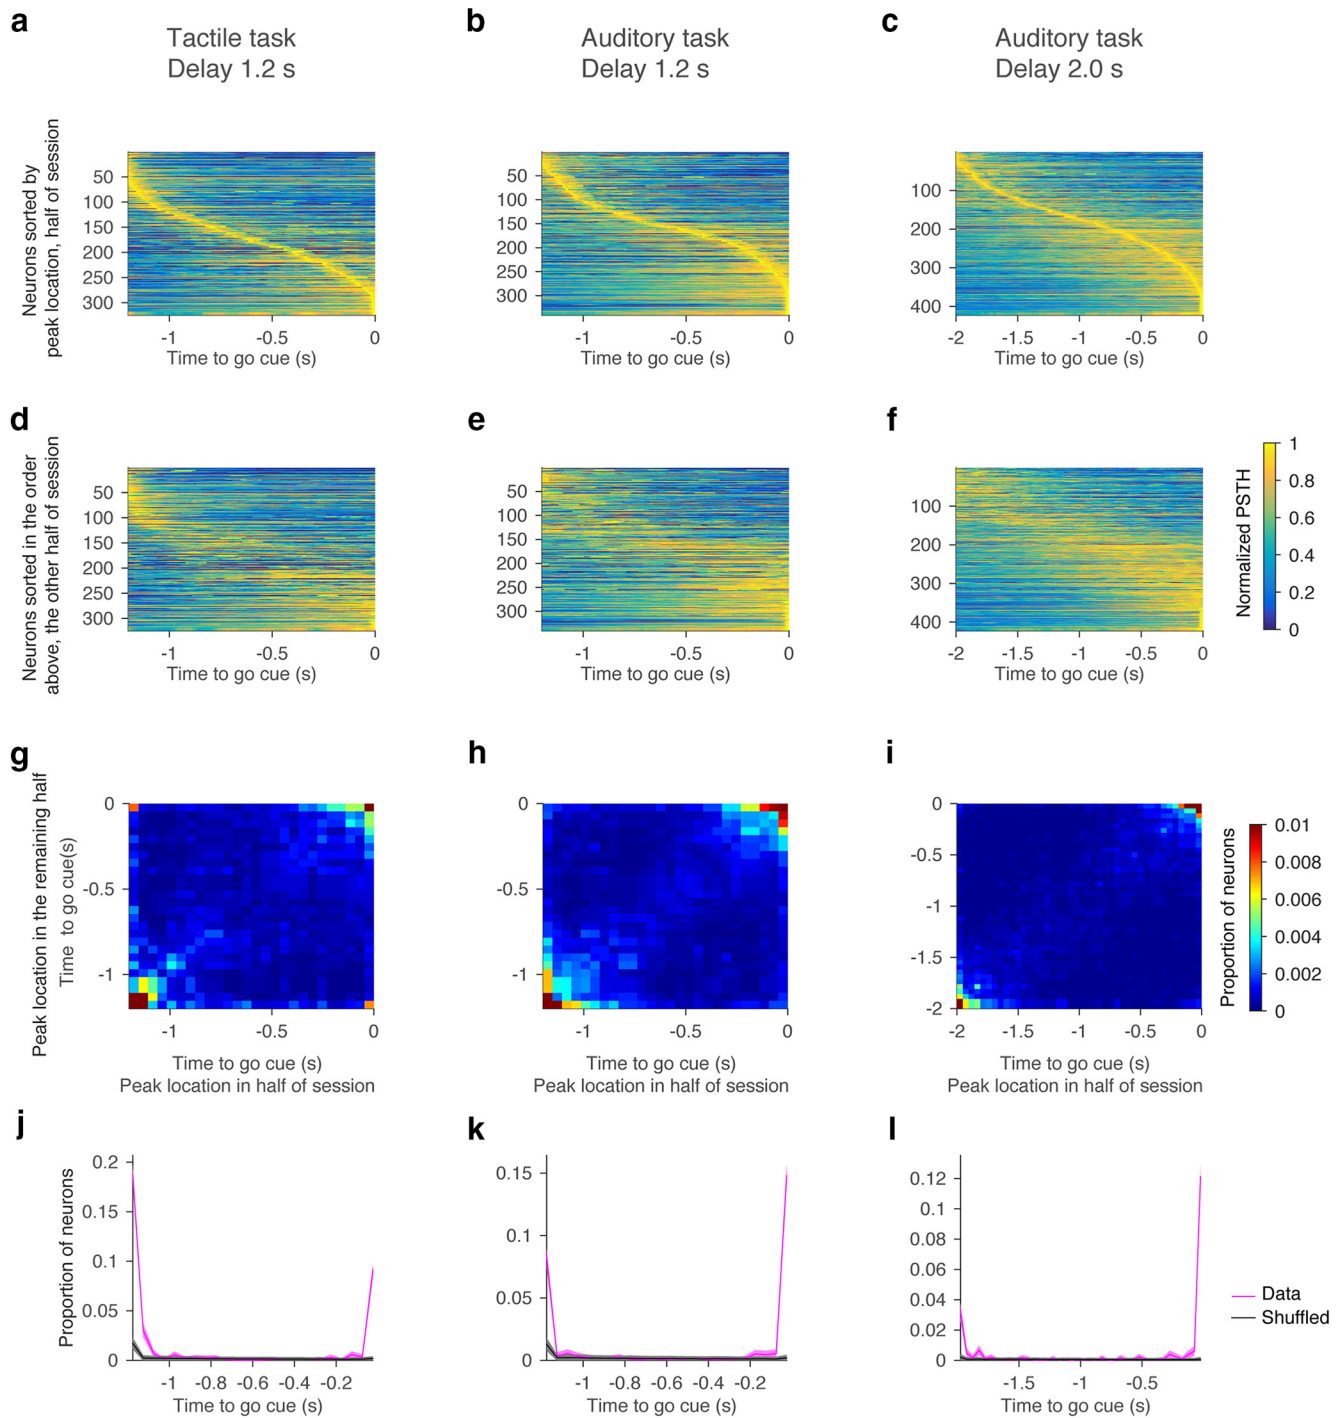 a
Tactile task
Delay 1.2 s
b
Auditory task
Delay 1.2 s
c
Auditory task
Delay 2.0 s
Neurons sorted by
peak location, half of session
50
100
150
200
250
300
-1
-0.5
0
Time to go cue (s)
50
100
150
200
250
300
-1
-0.5
0
Time to go cue (s)
100
200
300
400
-2
-1.5
-1
-0.5
0
Time to go cue (s)
d
e
f
Neurons sorted in the order
above, the other half of session
50
100
150
200
250
300
-1
-0.5
0
Time to go cue (s)
50
100
150
200
250
300
-1
-0.5
0
Time to go cue (s)
100
200
300
400
-2
-1.5
-1
-0.5
0
Time to go cue (s)
Normalized PSTH
1
0.8
0.6
0.4
0.2
0
g
h
i
Peak location in the remaining half
Time to go cue(s)
0
-0.5
-1
-1
-0.5
0
Time to go cue (s)
Peak location in half of session
0
-0.5
-1
-1
-0.5
0
Time to go cue (s)
Peak location in half of session
0
-0.5
-1
-1.5
-2
-2
-1.5
-1
-0.5
0
Time to go cue (s)
Peak location in half of session
Proportion of neurons
0.01
0.008
0.006
0.004
0.002
0
j
k
l
Proportion of neurons
0.2
0.15
0.1
0.05
0
-1
-0.8
-0.6
-0.4
-0.2
Time to go cue (s)
0.15
0.1
0.05
0
-1
-0.8
-0.6
-0.4
-0.2
Time to go cue (s)
0.12
0.1
0.08
0.06
0.04
0.02
0
-1.5
-1
-0.5
Time to go cue (s)
Data
Shuffled